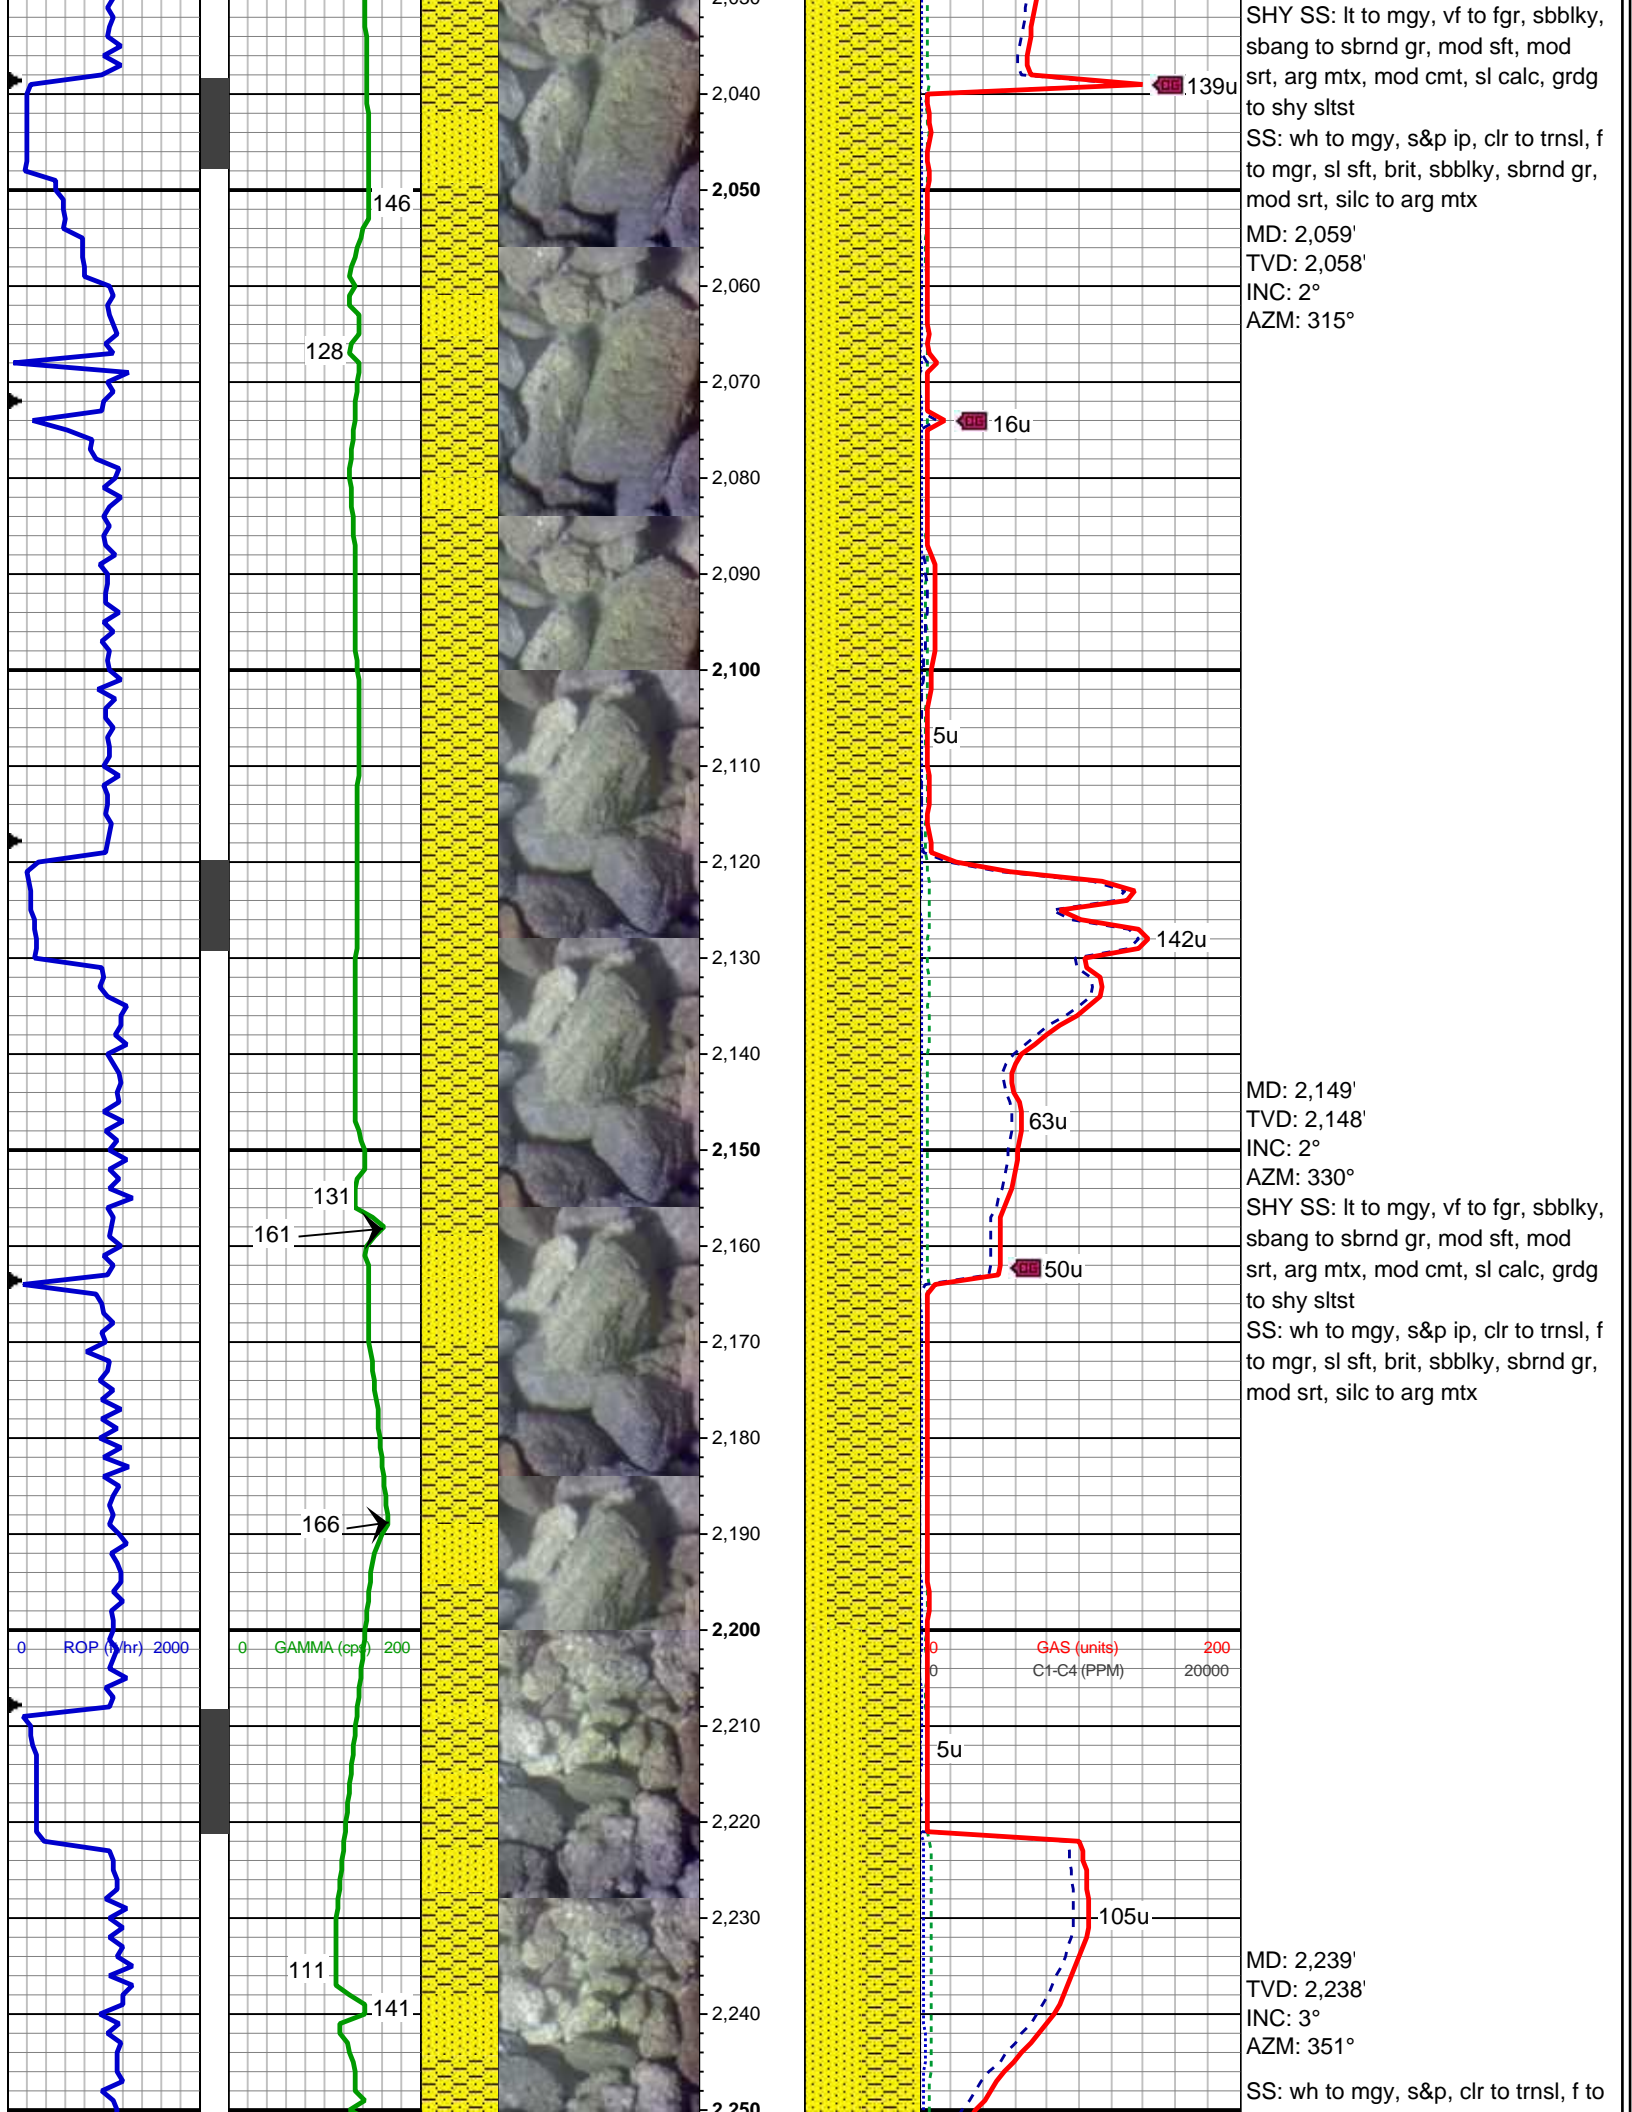 SHY SS: lt to mgy, vf to fgr, sbblky,
sbang to sbrnd gr, mod sft, mod
srt, arg mtx, mod cmt, sl calc, grdg
to shy sltst
SS: wh to mgy, s&p ip, clr to trnsl, f
to mgr, sl sft, brit, sbblky, sbrnd gr,
mod srt, silc to arg mtx
MD: 2,059'
TVD: 2,058'
INC: 2°
AZM: 315°
2,040
CG 139u
2,050
146
2,060
128
2,070
CG 16u
2,080
2,090
2,100
5u
2,110
2,120
142u
2,130
2,140
63u
2,150
131
161
2,160
CG 50u
2,170
2,180
166
2,190
2,200
MD: 2,149'
TVD: 2,148'
INC: 2°
AZM: 330°
SHY SS: lt to mgy, vf to fgr, sbblky,
sbang to sbrnd gr, mod sft, mod
srt, arg mtx, mod cmt, sl calc, grdg
to shy sltst
SS: wh to mgy, s&p ip, clr to trnsl, f
to mgr, sl sft, brit, sbblky, sbrnd gr,
mod srt, silc to arg mtx
0 ROP (ft/hr) 2000
0 GAMMA (cps) 200
0 GAS (units) 200
0 C1-C4 (PPM) 20000
2,210
5u
2,220
2,230
105u
111
2,240
141
2,250
MD: 2,239'
TVD: 2,238'
INC: 3°
AZM: 351°
SS: wh to mgy, s&p, clr to trnsl, f to